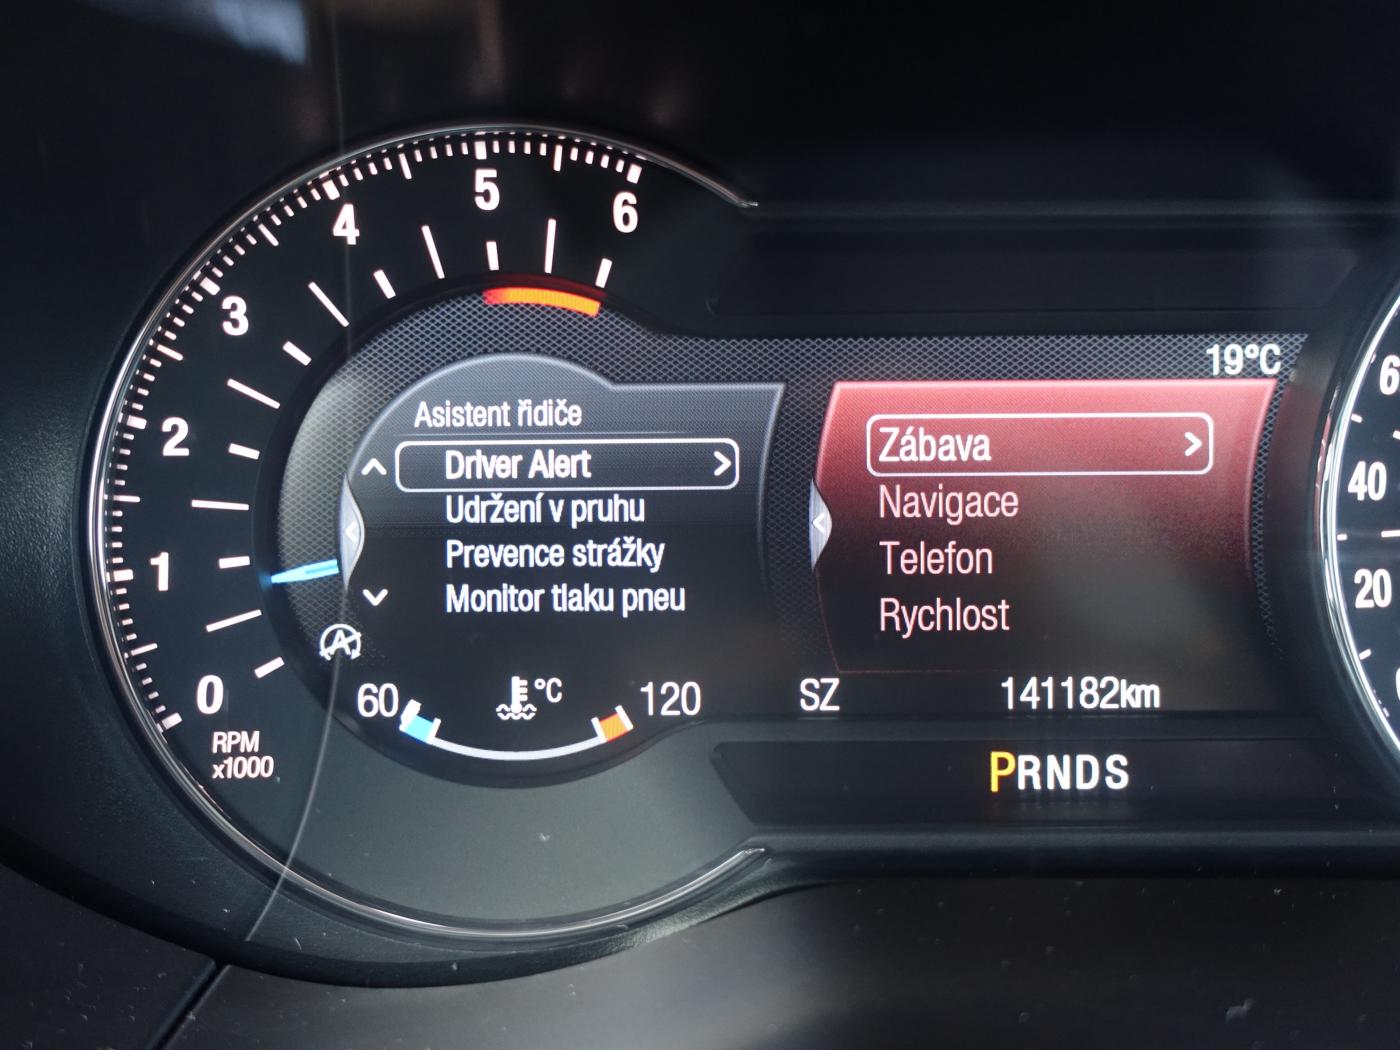 0
1
2
3
4
5
6
RPM
x1000
Asistent řidiče
Driver Alert
Udržení v pruhu
Prevence strážky
Monitor tlaku pneu
60
°C
120
19°C
Zábava
Navigace
Telefon
Rychlost
SZ
141182km
PRNDS
40
20